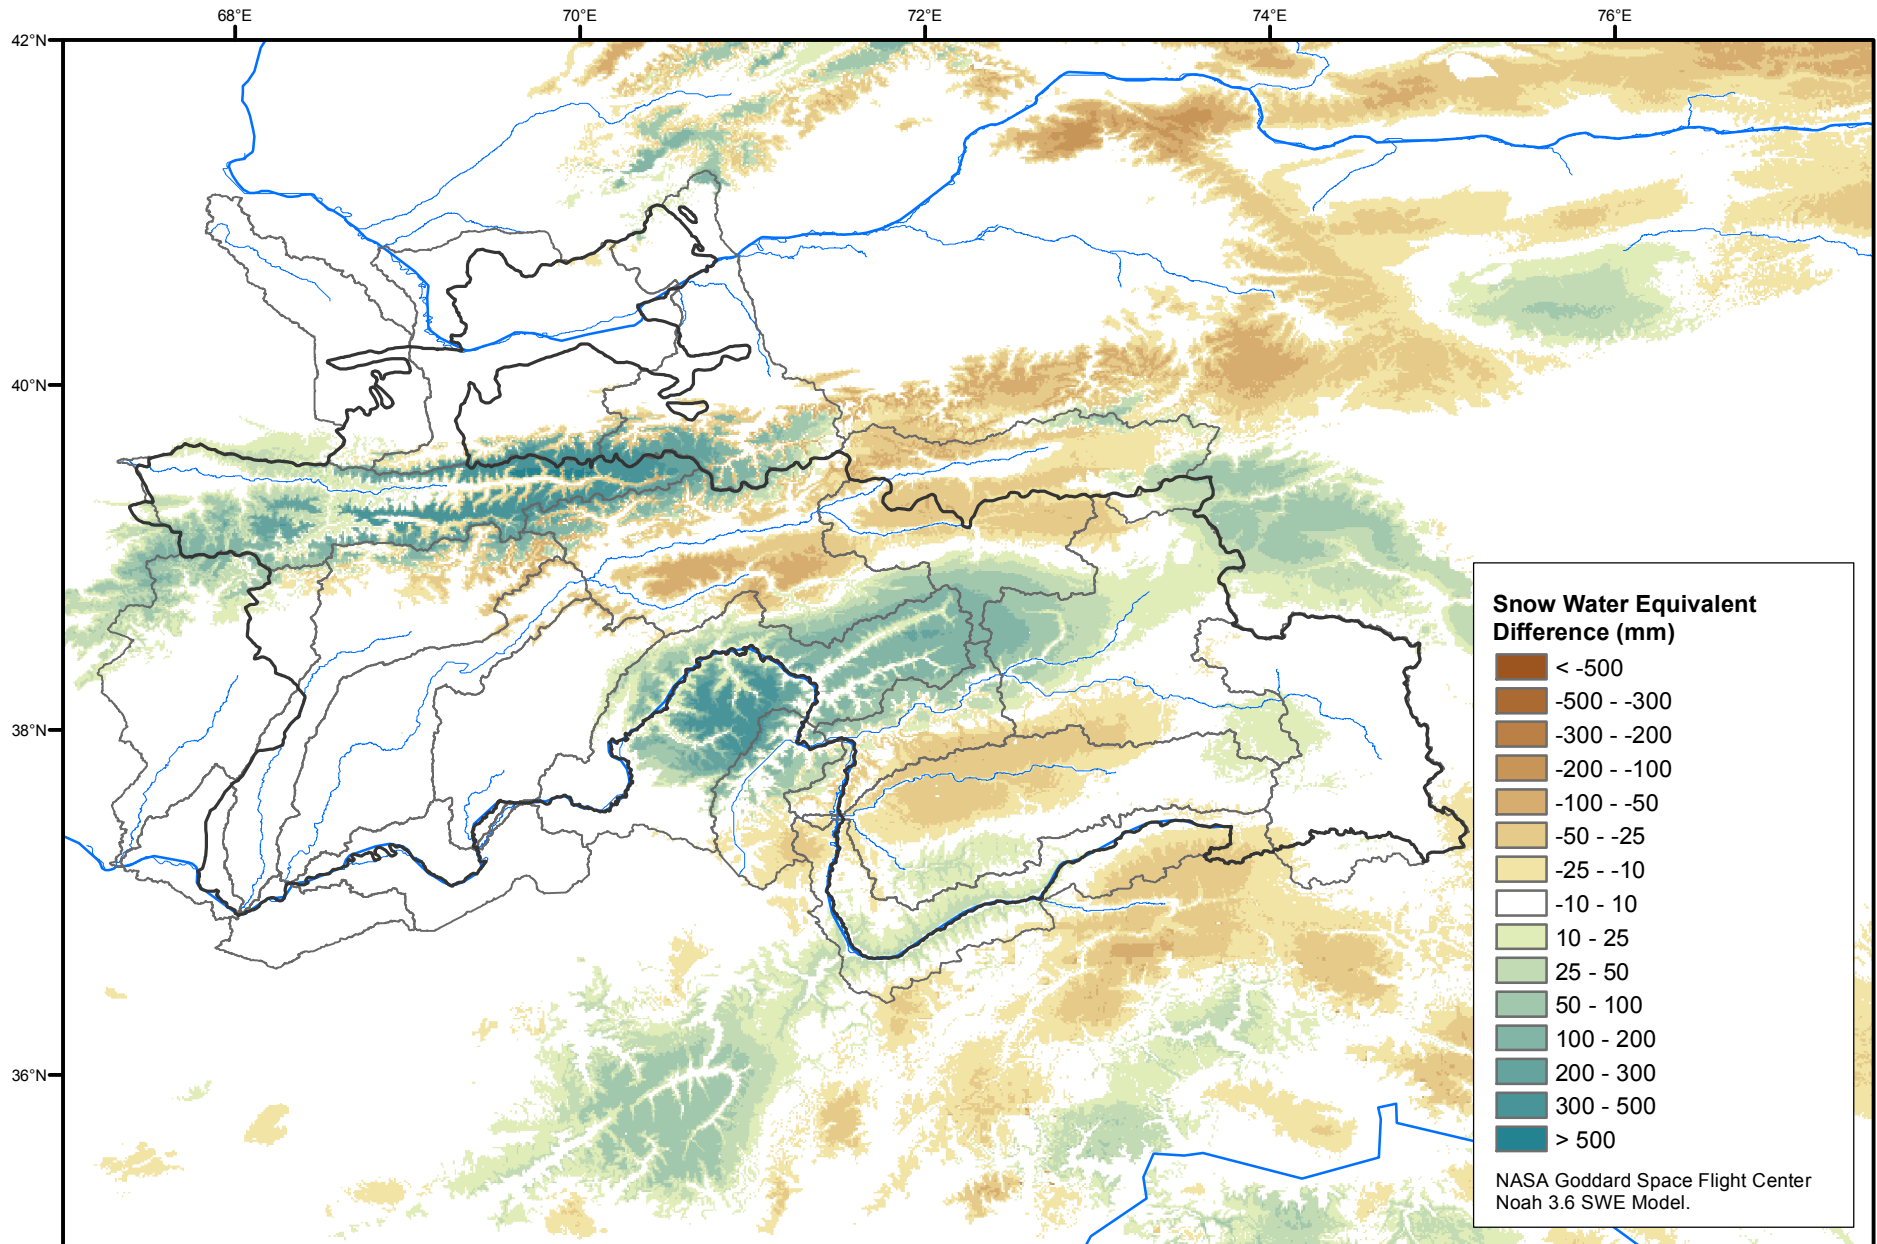 68°E
70°E
72°E
74°E
76°E
42°N
40°N
38°N
36°N
Snow Water Equivalent
Difference (mm)
< -500
-500 - -300
-300 - -200
-200 - -100
-100 - -50
-50 - -25
-25 - -10
-10 - 10
10 - 25
25 - 50
50 - 100
100 - 200
200 - 300
300 - 500
> 500
NASA Goddard Space Flight Center
Noah 3.6 SWE Model.